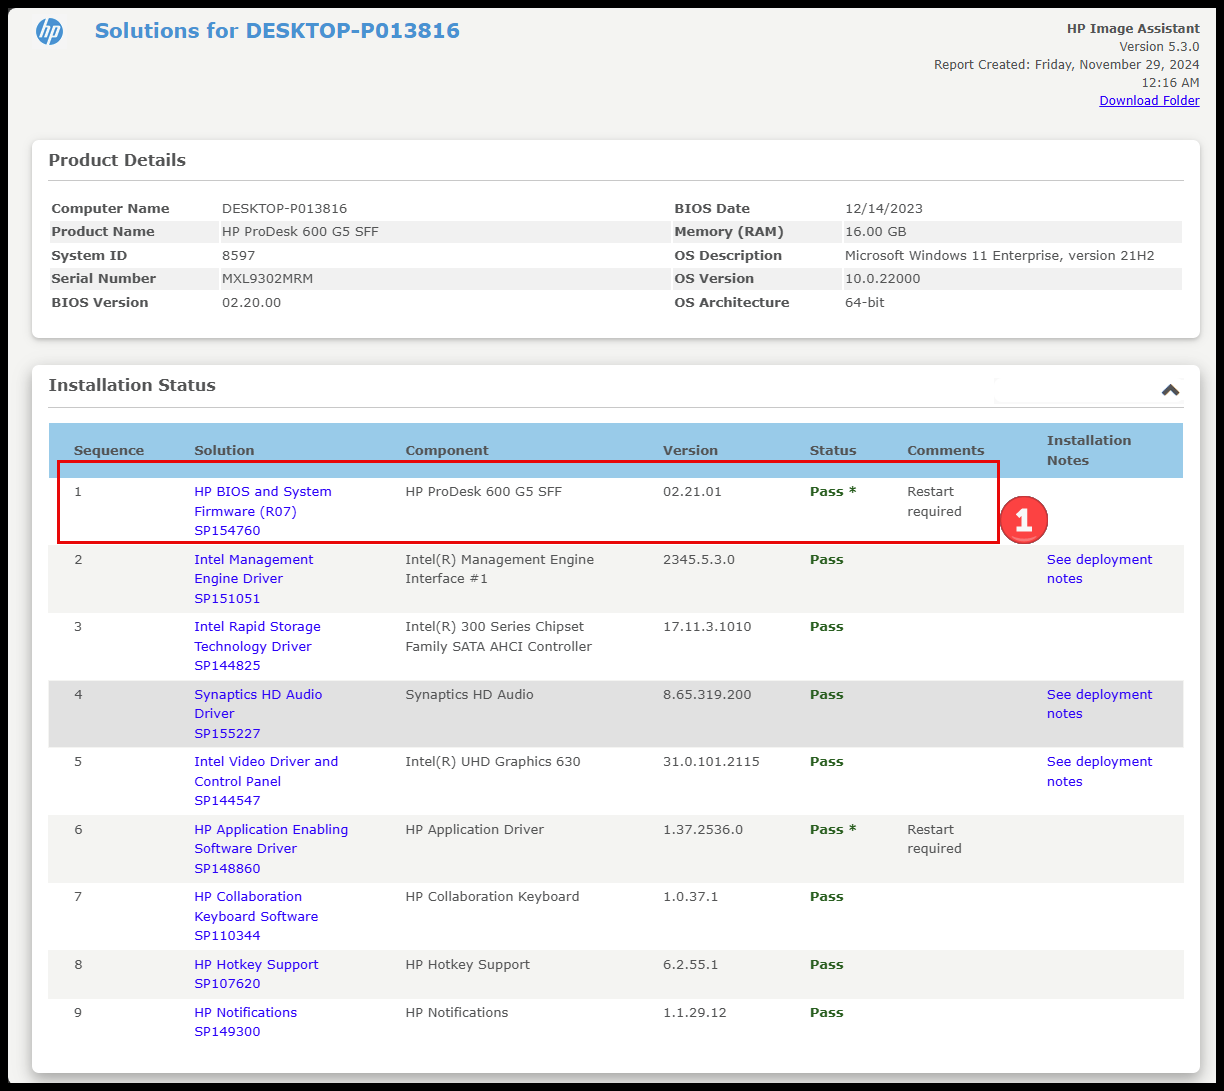 hp
Solutions for DESKTOP-P013816
HP Image Assistant
Version 5.3.0
Report Created: Friday, November 29, 2024
12:16 AM
Download Folder
Product Details
Computer Name DESKTOP-P013816 BIOS Date 12/14/2023
Product Name HP ProDesk 600 G5 SFF Memory (RAM) 16.00 GB
System ID 8597 OS Description Microsoft Windows 11 Enterprise, version 21H2
Serial Number MXL9302MRM OS Version 10.0.22000
BIOS Version 02.20.00 OS Architecture 64-bit
Installation Status
Sequence Solution Component Version Status Comments Installation
Notes
1 HP BIOS and System HP ProDesk 600 G5 SFF 02.21.01 Pass * Restart
Firmware (R07) required
SP154760
1
2 Intel Management Intel(R) Management Engine 2345.5.3.0 Pass See deployment
Engine Driver Interface #1 notes
SP151051
3 Intel Rapid Storage Intel(R) 300 Series Chipset 17.11.3.1010 Pass
Technology Driver Family SATA AHCI Controller
SP144825
4 Synaptics HD Audio Synaptics HD Audio 8.65.319.200 Pass See deployment
Driver notes
SP155227
5 Intel Video Driver and Intel(R) UHD Graphics 630 31.0.101.2115 Pass See deployment
Control Panel notes
SP144547
6 HP Application Enabling HP Application Driver 1.37.2536.0 Pass * Restart
Software Driver required
SP148860
7 HP Collaboration HP Collaboration Keyboard 1.0.37.1 Pass
Keyboard Software
SP110344
8 HP Hotkey Support HP Hotkey Support 6.2.55.1 Pass
SP107620
9 HP Notifications HP Notifications 1.1.29.12 Pass
SP149300